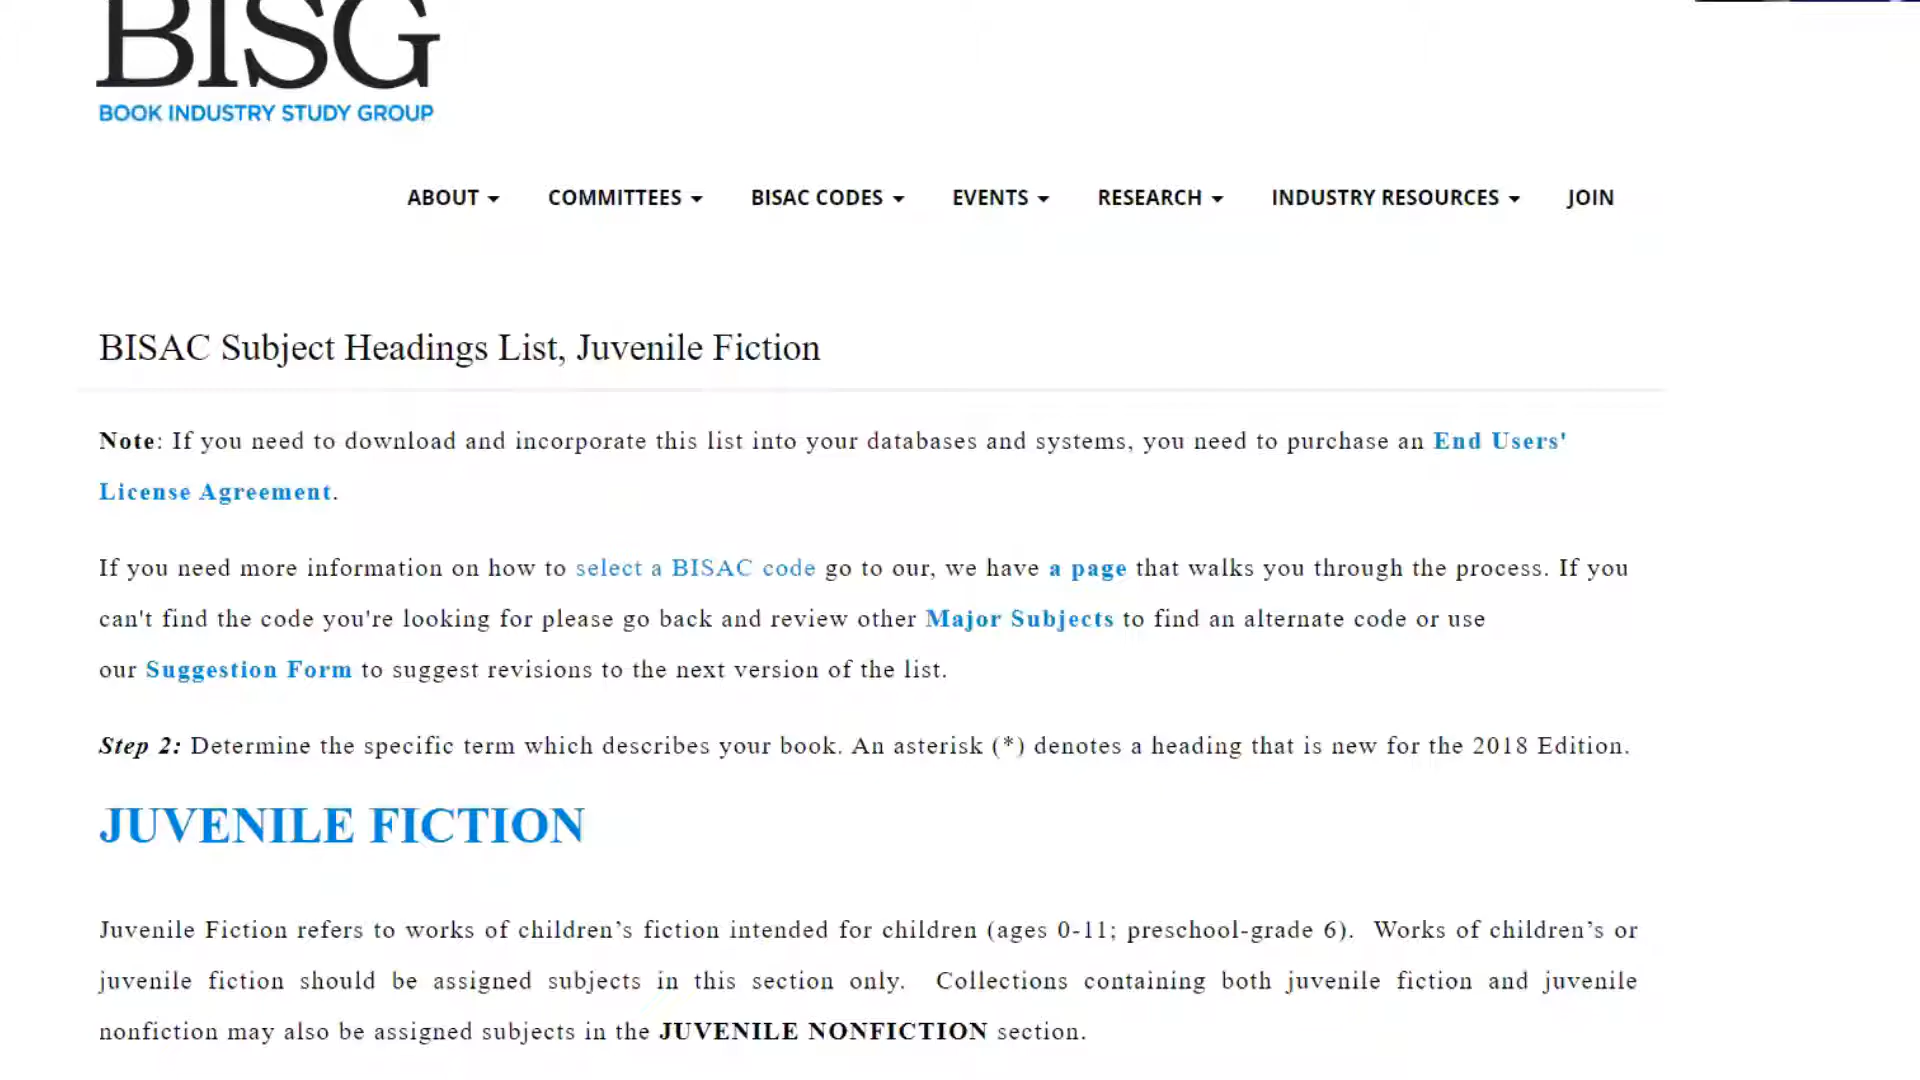 BISG
BOOK INDUSTRY STUDY GROUP
ABOUT COMMITTEES BISAC CODES EVENTS RESEARCH INDUSTRY RESOURCES JOIN
BISAC Subject Headings List, Juvenile Fiction
Note: If you need to download and incorporate this list into your databases and systems, you need to purchase an End Users'
License Agreement.
If you need more information on how to select a BISAC code go to our, we have a page that walks you through the process. If you
can't find the code you're looking for please go back and review other Major Subjects to find an alternate code or use
our Suggestion Form to suggest revisions to the next version of the list.
Step 2: Determine the specific term which describes your book. An asterisk (*) denotes a heading that is new for the 2018 Edition.
JUVENILE FICTION
Juvenile Fiction refers to works of children’s fiction intended for children (ages 0-11; preschool-grade 6). Works of children’s or
juvenile fiction should be assigned subjects in this section only. Collections containing both juvenile fiction and juvenile
nonfiction may also be assigned subjects in the JUVENILE NONFICTION section.